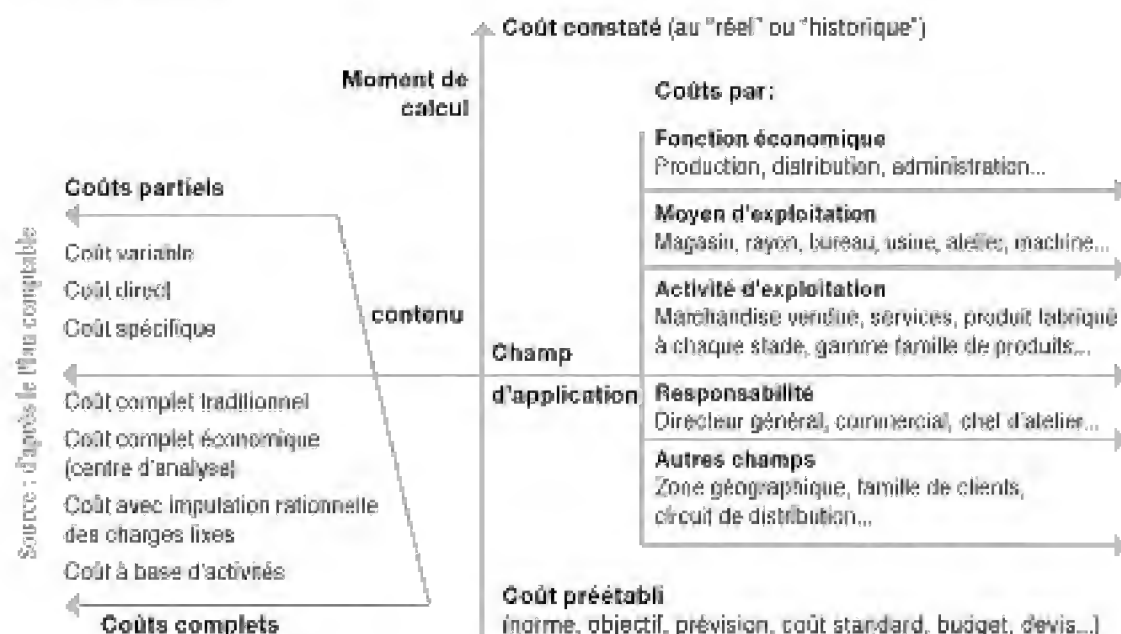 Coût constaté (au "réel" ou "historique")
Moment de
calcul
Coûts par:
Fonction économique
Production, distribution, administration...
Moyen d'exploitation
Magasin, rayon, bureau, usine, atelier, machine...
Activité d'exploitation
Marchandise vendue, services, produit fabriqué
à chaque stade, gamme famille de produits...
Responsabilité
Directeur général, commercial, chef d'atelier...
Autres champs
Zone géographique, famille de clients,
circuit de distribution...
Champ
d'application
contenu
Coûts partiels
Coût variable
Coût direct
Coût spécifique
Coût complet traditionnel
Coût complet économique
(centre d'analyse)
Coût avec imputation rationnelle
des charges fixes
Coût à base d'activités
Coûts complets
Coût préétabli
(norme, objectif, prévision, coût standard, budget, devis...)
Source : d'après le Plan comptable